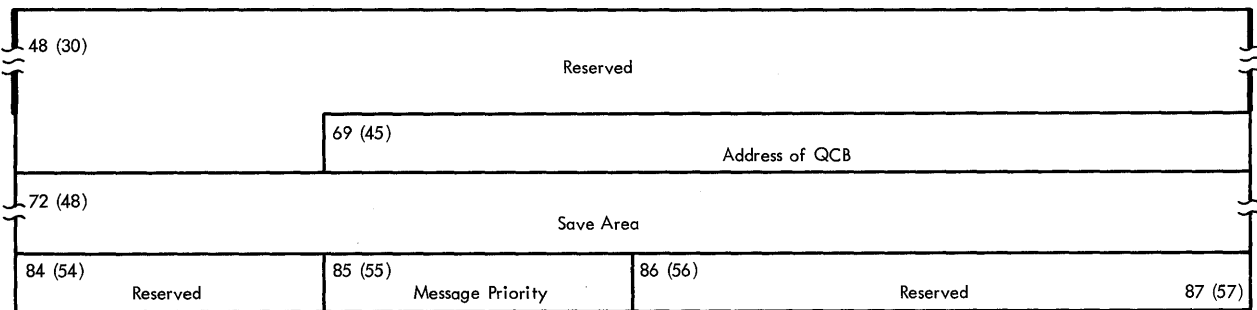 48 (30)
Reserved
69 (45)
Address of QCB
72 (48)
Save Area
84 (54)
Reserved
85 (55)
Message Priority
86 (56)
Reserved
87 (57)